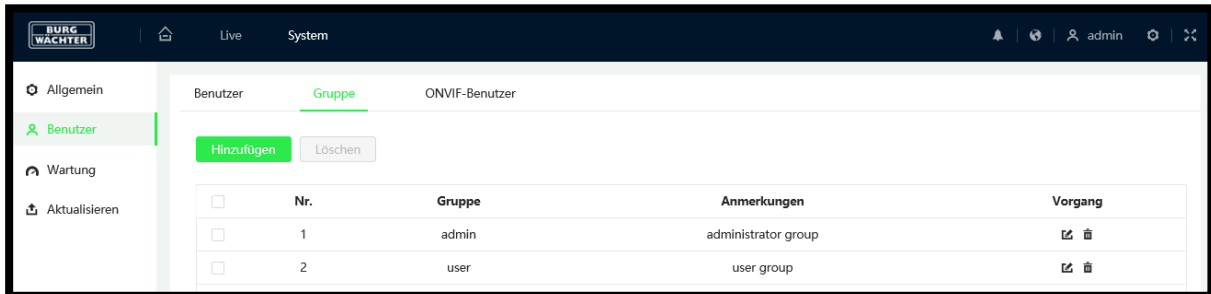 BURG
WÄCHTER
Live System admin
Allgemein
Benutzer
Wartung
Aktualisieren
Benutzer Gruppe ONVIF-Benutzer
Hinzufügen Löschen
Nr. Gruppe Anmerkungen Vorgang
1 admin administrator group
2 user user group